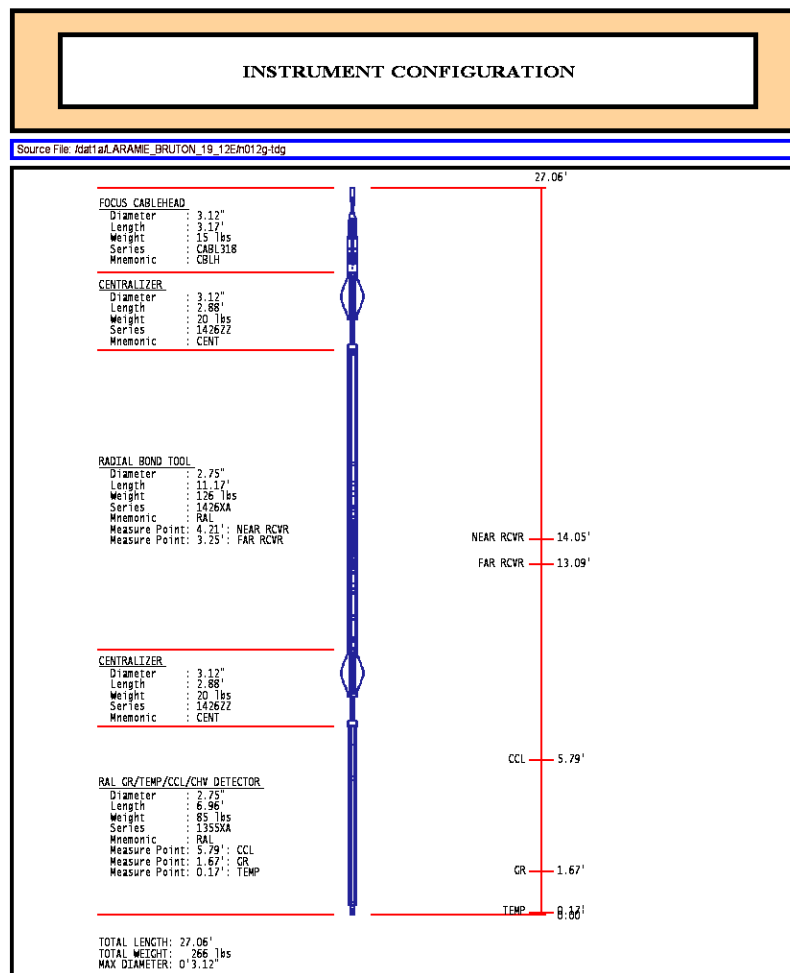 INSTRUMENT CONFIGURATION
Source File: /dat1a/LARAMIE_BRUTON_19_12E/n012g-tdg
27.06'
FOCUS CABLEHEAD
Diameter : 3.12"
Length : 3.17'
Weight : 15 lbs
Series : CABL318
Mnemonic : CBLH
CENTRALIZER
Diameter : 3.12"
Length : 2.88'
Weight : 20 lbs
Series : 1426ZZ
Mnemonic : CENT
RADIAL BOND TOOL
Diameter : 2.75"
Length : 11.17'
Weight : 126 lbs
Series : 1426XA
Mnemonic : RAL
Measure Point: 4.21': NEAR RCVR
Measure Point: 3.25': FAR RCVR
NEAR RCVR 14.05'
FAR RCVR 13.09'
CENTRALIZER
Diameter : 3.12"
Length : 2.88'
Weight : 20 lbs
Series : 1426ZZ
Mnemonic : CENT
CCL 5.79'
RAL GR/TEMP/CCL/CHV DETECTOR
Diameter : 2.75"
Length : 6.96'
Weight : 85 lbs
Series : 1355XA
Mnemonic : RAL
Measure Point: 5.79': CCL
Measure Point: 1.67': GR
Measure Point: 0.17': TEMP
GR 1.67'
TEMP 0.17'
0.00
TOTAL LENGTH: 27.06'
TOTAL WEIGHT: 266 lbs
MAX DIAMETER: 0'3.12"